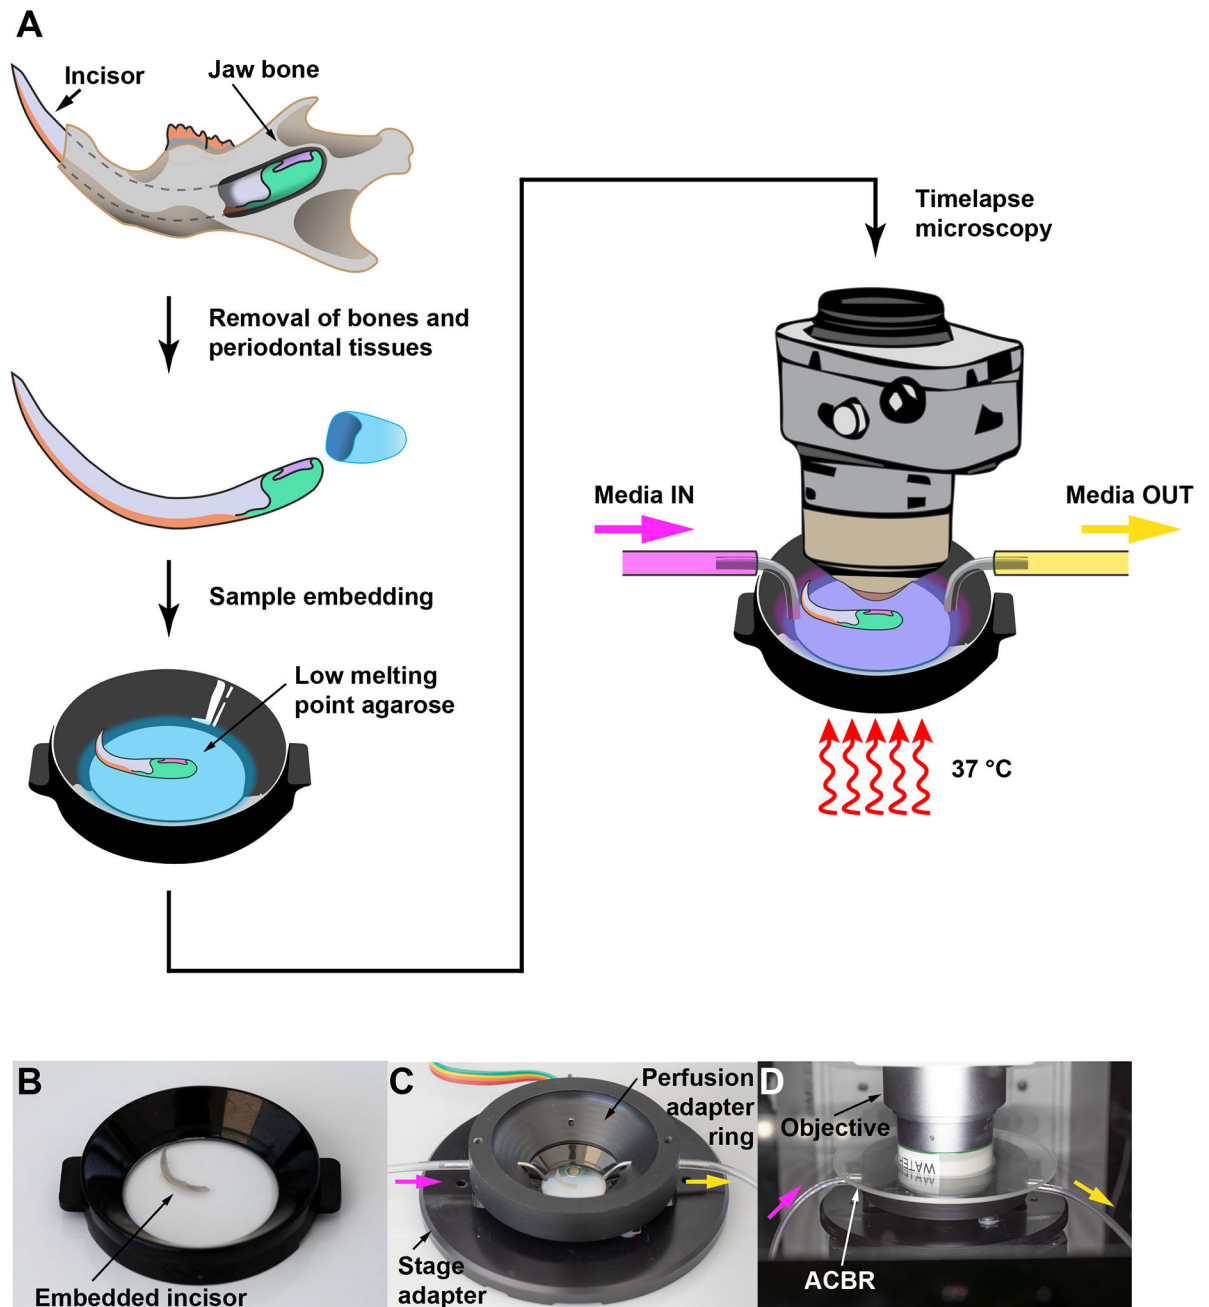 A
Incisor
Jaw bone
Removal of bones and
periodontal tissues
Sample embedding
Low melting
point agarose
Timelapse
microscopy
Media IN
Media OUT
37 °C
B
Embedded incisor
C
Perfusion
adapter
ring
Stage
adapter
D
Objective
WATER
ACBR